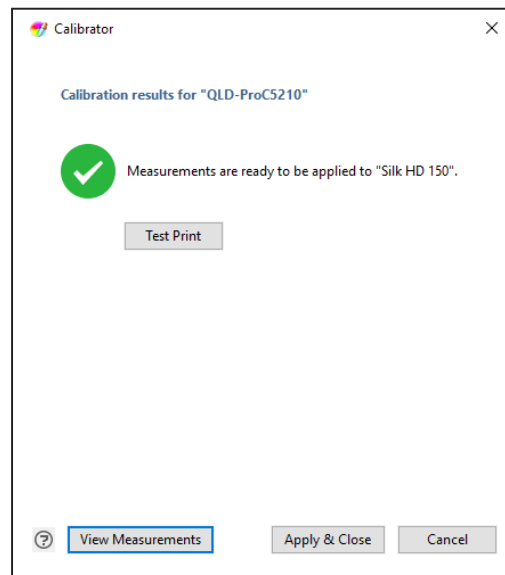 Calibrator
Calibration results for "QLD-ProC5210"
Measurements are ready to be applied to "Silk HD 150".
Test Print
? View Measurements Apply & Close Cancel